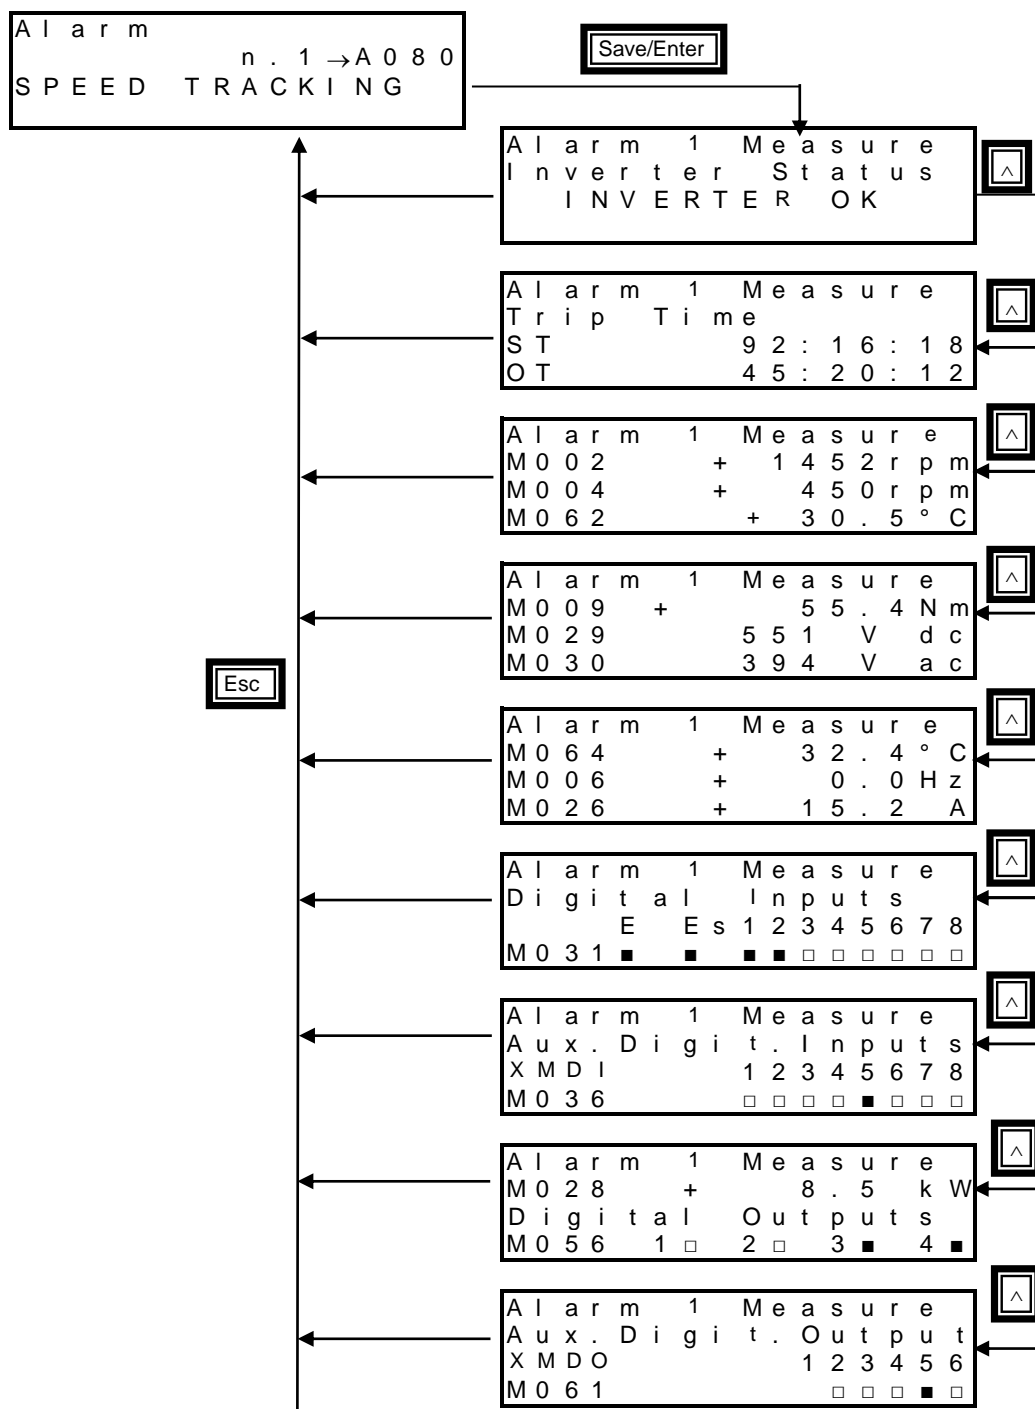 Alarm
n.1→A080
SPEED TRACKING
Save/Enter
Alarm 1 Measure
Inverter Status
INVERTER OK
^
Alarm 1 Measure
Trip Time
ST 92:16:18
OT 45:20:12
^
Alarm 1 Measure
M002 + 1452rpm
M004 + 450rpm
M062 + 30.5°C
^
Alarm 1 Measure
M009 + 55.4Nm
M029 551 V dc
M030 394 V ac
^
Esc
Alarm 1 Measure
M064 + 32.4°C
M006 + 0.0Hz
M026 + 15.2 A
^
Alarm 1 Measure
Digital Inputs
E Es12345678
M031■ ■ ■■□□□□□□
^
Alarm 1 Measure
Aux.Digit.Inputs
XMDI 12345678
M036 □□□□■□□□
^
Alarm 1 Measure
M028 + 8.5 kW
Digital Outputs
M056 1□ 2□ 3■ 4■
^
Alarm 1 Measure
Aux.Digit.Output
XMDO 123456
M061 □□□■□
^